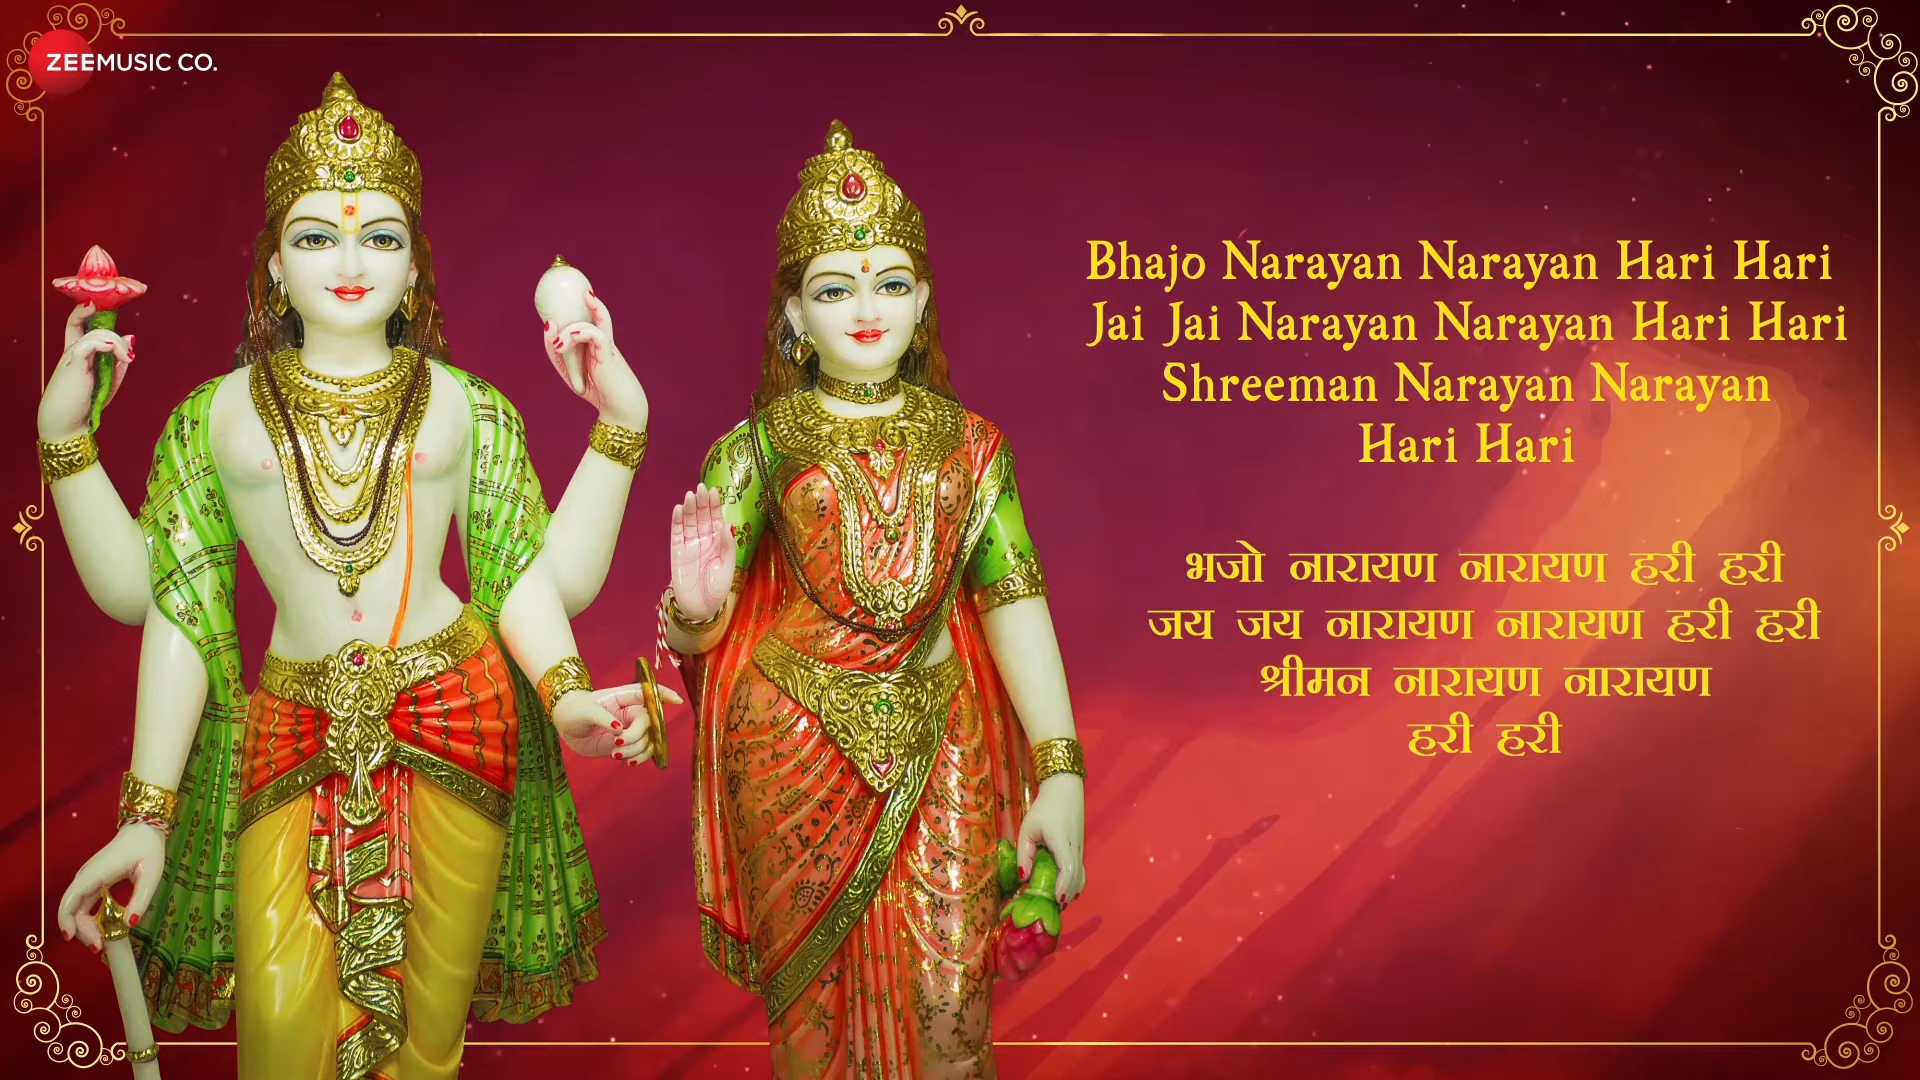 ZEEMUSIC CO.
Bhajo Narayan Narayan Hari Hari
Jai Jai Narayan Narayan Hari Hari
Shreeman Narayan Narayan
Hari Hari
भजो नारायण नारायण हरी हरी
जय जय नारायण नारायण हरी हरी
श्रीमन नारायण नारायण
हरी हरी